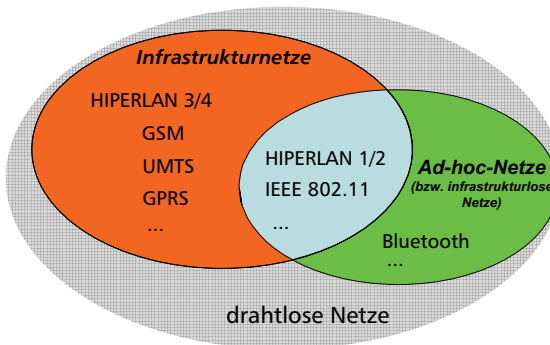 Infrastrukturnetze
HIPERLAN 3/4
GSM
UMTS
GPRS
...
HIPERLAN 1/2
IEEE 802.11
...
Ad-hoc-Netze
(bzw. infrastrukturlose
Netze)
Bluetooth
...
drahtlose Netze